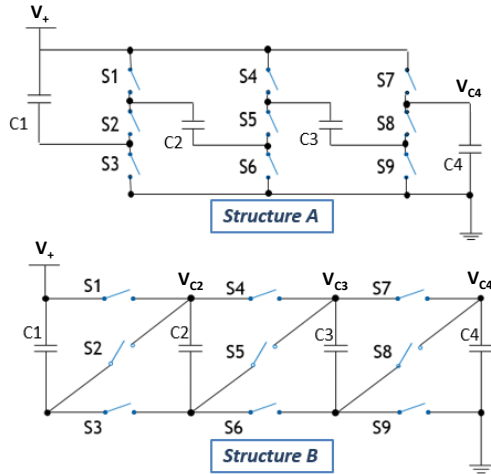 V+
S1
S4
S7
VC4
C1
S2
C2
S5
C3
S8
C4
S3
S6
S9
Structure A
V+
S1
VC2
S4
VC3
S7
VC4
C1
S2
C2
S5
C3
S8
C4
S3
S6
S9
Structure B